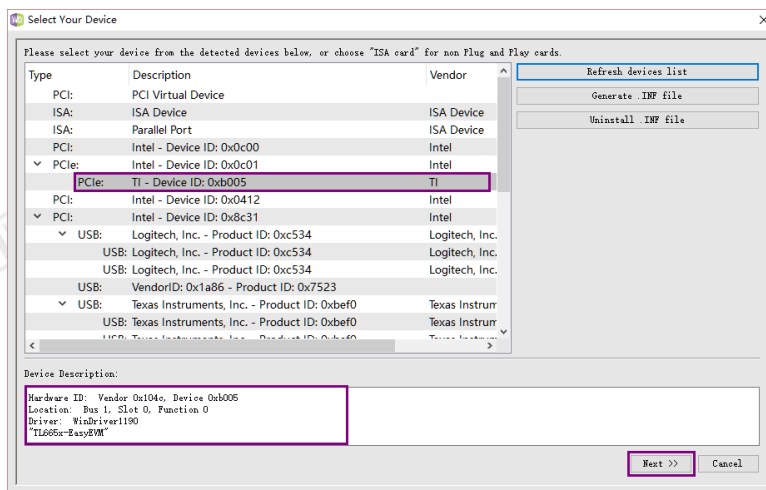 Select Your Device
Please select your device from the detected devices below, or choose "ISA card" for non Plug and Play cards.
Type Description Vendor
PCI: PCI Virtual Device
ISA: ISA Device ISA Device
ISA: Parallel Port ISA Device
PCI: Intel - Device ID: 0x0c00 Intel
PCIe: Intel - Device ID: 0x0c01 Intel
PCIe: TI - Device ID: 0xb005 TI
PCI: Intel - Device ID: 0x0412 Intel
PCI: Intel - Device ID: 0x8c31 Intel
USB: Logitech, Inc. - Product ID: 0xc534 Logitech, Inc.
USB: Logitech, Inc. - Product ID: 0xc534 Logitech, Inc.
USB: Logitech, Inc. - Product ID: 0xc534 Logitech, Inc.
USB: VendorID: 0x1a86 - Product ID: 0x7523
USB: Texas Instruments, Inc. - Product ID: 0xbef0 Texas Instrum
USB: Texas Instruments, Inc. - Product ID: 0xbef0 Texas Instrum
Refresh devices list
Generate .INF file
Uninstall .INF file
Device Description:
Hardware ID: Vendor 0x104c, Device 0xb005
Location: Bus 1, Slot 0, Function 0
Driver: WinDriver1190
"TL665x-EasyEVM"
Next >> Cancel